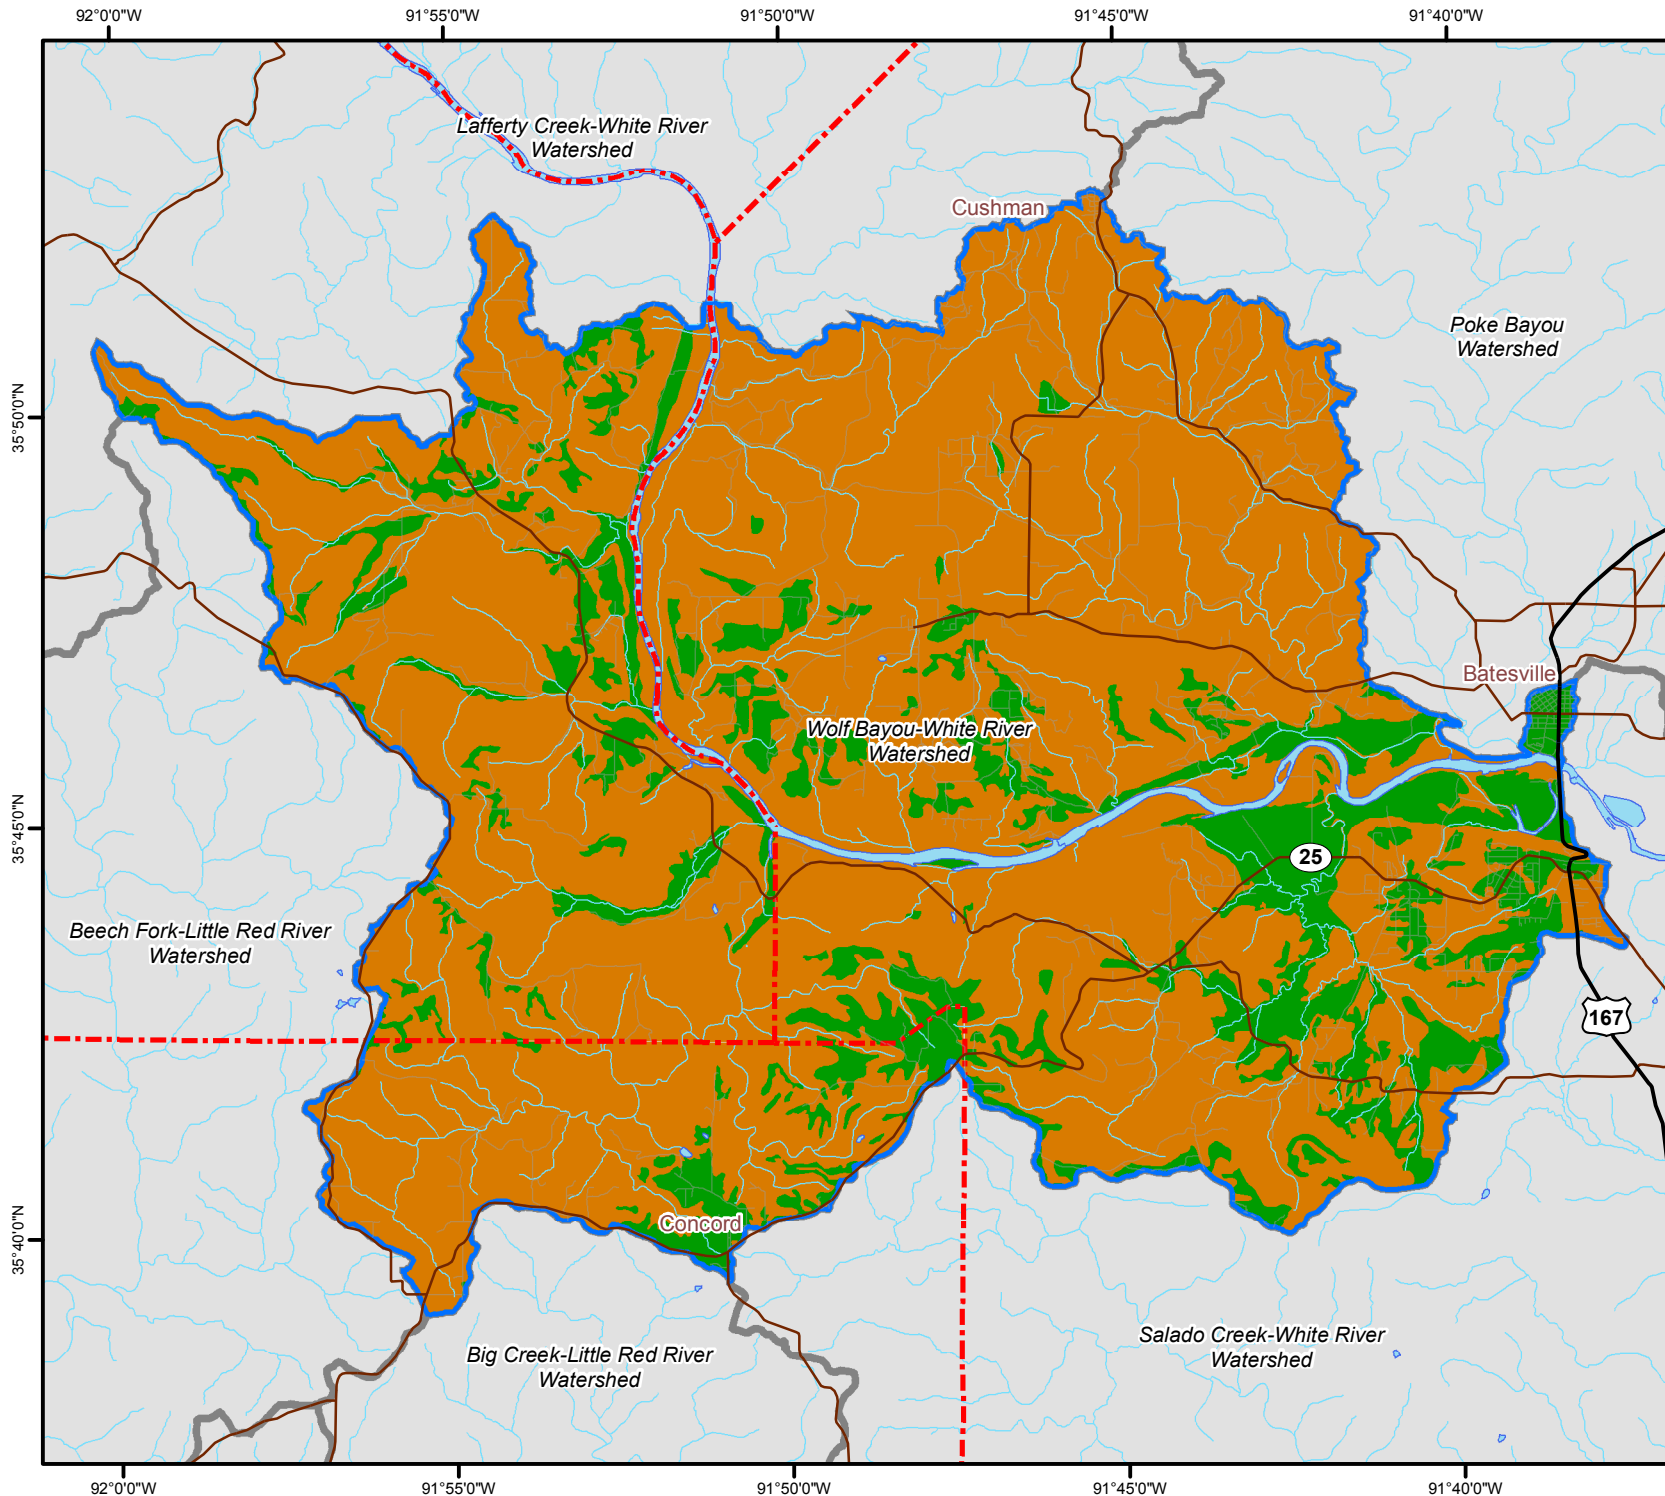 92°0'0"W
91°55'0"W
91°50'0"W
91°45'0"W
91°40'0"W
Lafferty Creek-White River
Watershed
Cushman
Poke Bayou
Watershed
35°50'0"N
Batesville
Wolf Bayou-White River
Watershed
35°45'0"N
25
Beech Fork-Little Red River
Watershed
167
Concord
35°40'0"N
Salado Creek-White River
Watershed
Big Creek-Little Red River
Watershed
92°0'0"W
91°55'0"W
91°50'0"W
91°45'0"W
91°40'0"W